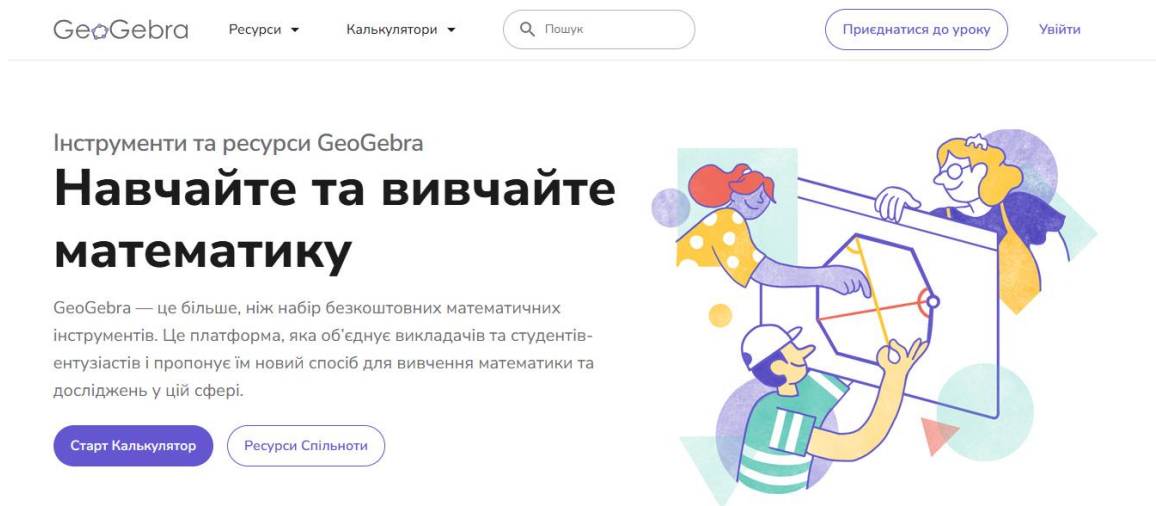 GeoGebra Ресурси Калькулятори Пошук Приєднатися до уроку Увійти
Інструменти та ресурси GeoGebra
Навчайте та вивчайте
математику
GeoGebra — це більше, ніж набір безкоштовних математичних
інструментів. Це платформа, яка об’єднує викладачів та студентів-
ентузіастів і пропонує їм новий спосіб для вивчення математики та
досліджень у цій сфері.
Старт Калькулятор Ресурси Спільноти